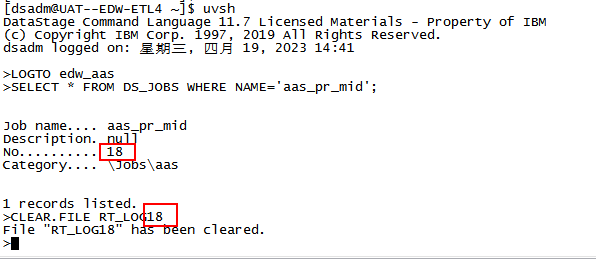 [dsadm@UAT--EDW-ETL4 ~]$ uvsh
DataStage Command Language 11.7 Licensed Materials - Property of IBM
(c) Copyright IBM Corp. 1997, 2019 All Rights Reserved.
dsadm logged on: 星期三, 四月 19, 2023 14:41
>LOGTO edw_aas
>SELECT * FROM DS_JOBS WHERE NAME='aas_pr_mid';
Job name.... aas_pr_mid
Description. null
No.......... 18
Category.... \Jobs\aas
1 records listed.
>CLEAR.FILE RT_LOG18
File "RT_LOG18" has been cleared.
>